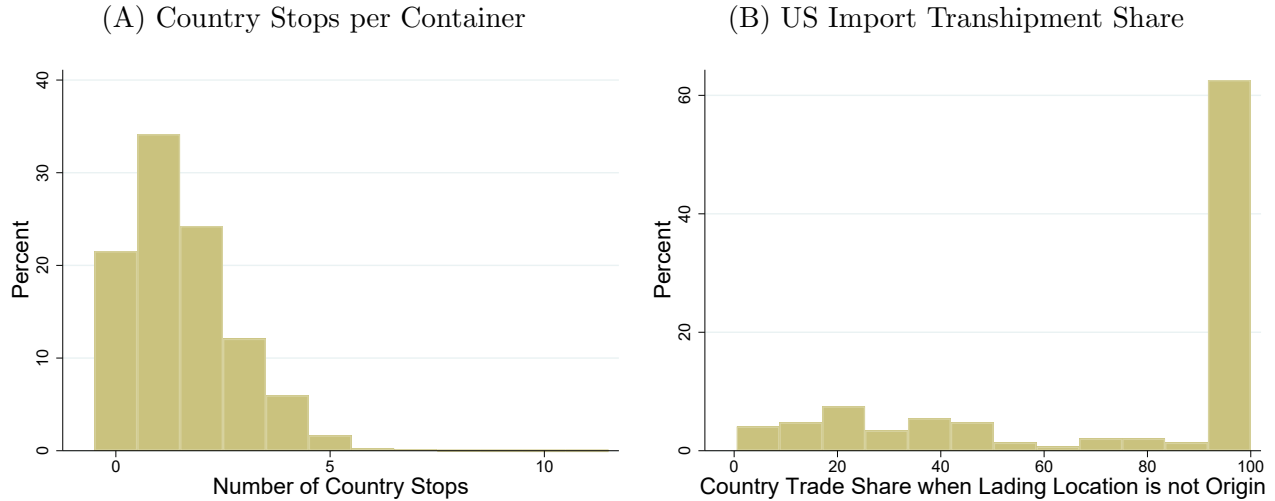 (A) Country Stops per Container
40
30
20
10
0
Percent
0 5 10
Number of Country Stops
(B) US Import Transhipment Share
60
40
20
0
Percent
0 20 40 60 80 100
Country Trade Share when Lading Location is not Origin